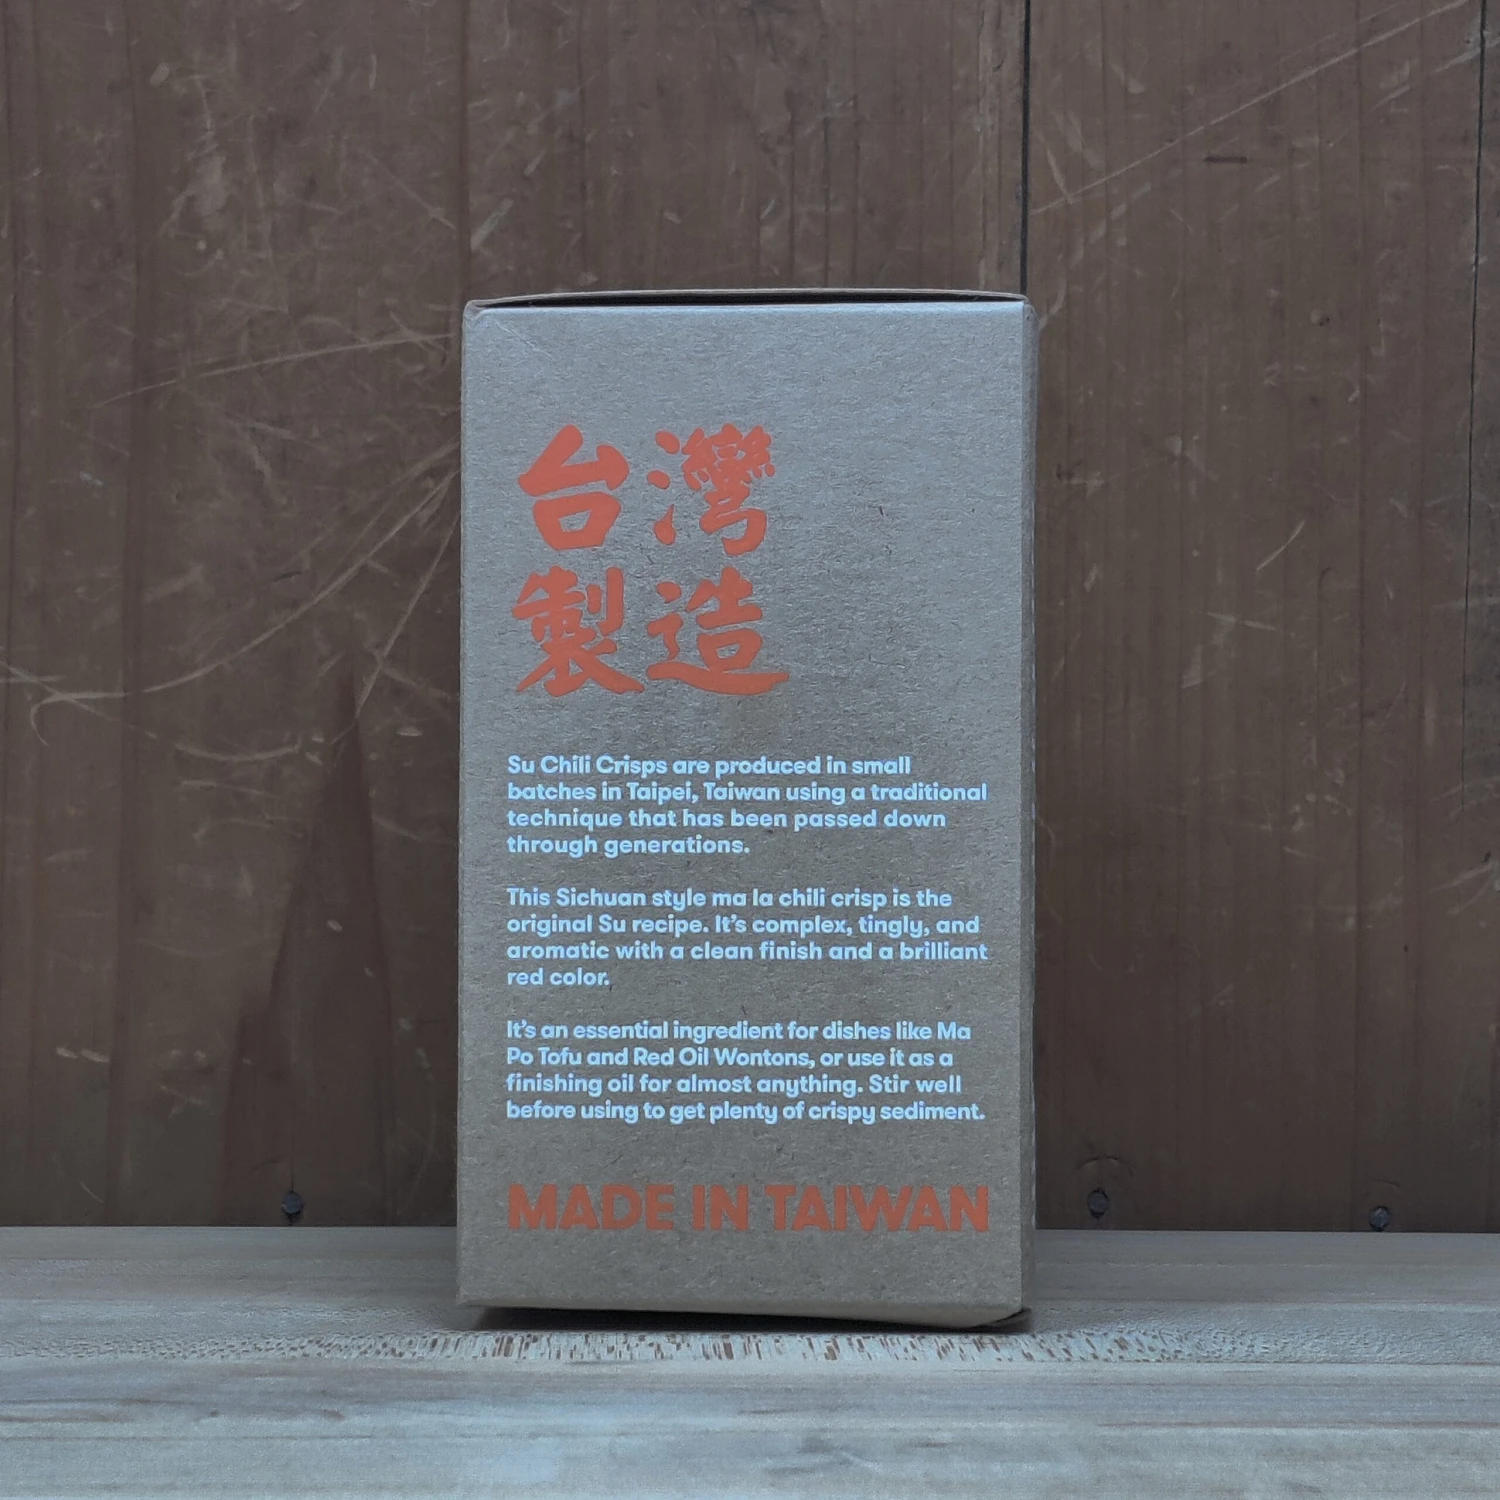 台灣
製造
Su Chili Crisps are produced in small
batches in Taipei, Taiwan using a traditional
technique that has been passed down
through generations.
This Sichuan style ma la chili crisp is the
original Su recipe. It's complex, tingly, and
aromatic with a clean finish and a brilliant
red color.
It's an essential ingredient for dishes like Ma
Po Tofu and Red Oil Wontons, or use it as a
finishing oil for almost anything. Stir well
before using to get plenty of crispy sediment.
MADE IN TAIWAN